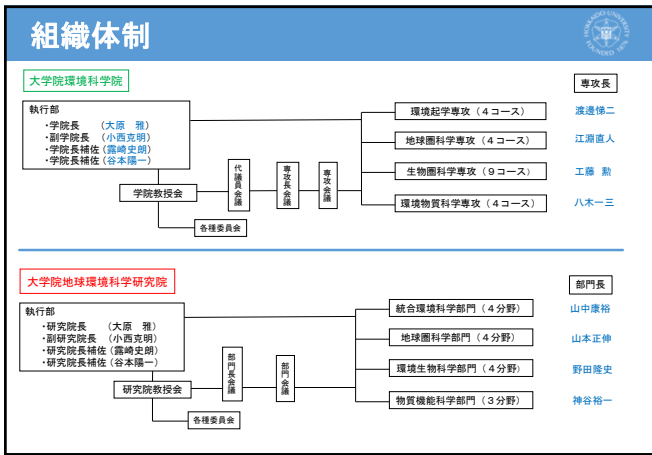 組織体制
HOKKAIDO UNIVERSITY
FOUNDED 1876
大学院環境科学院
専攻長
執行部
・学院長 （大原 雅）
・副学院長 （小西克明）
・学院長補佐（露崎史朗）
・学院長補佐（谷本陽一）
学院教授会
各種委員会
代議員会議
専攻長会議
専攻会議
環境起学専攻（４コース）
渡邊悌二
地球圏科学専攻（４コース）
江淵直人
生物圏科学専攻（９コース）
工藤 勲
環境物質科学専攻（４コース）
八木一三
大学院地球環境科学研究院
部門長
執行部
・研究院長 （大原 雅）
・副研究院長 （小西克明）
・研究院長補佐（露崎史朗）
・研究院長補佐（谷本陽一）
研究院教授会
各種委員会
部門長会議
部門会議
統合環境科学部門（４分野）
山中康裕
地球圏科学部門（４分野）
山本正伸
環境生物科学部門（４分野）
野田隆史
物質機能科学部門（３分野）
神谷裕一